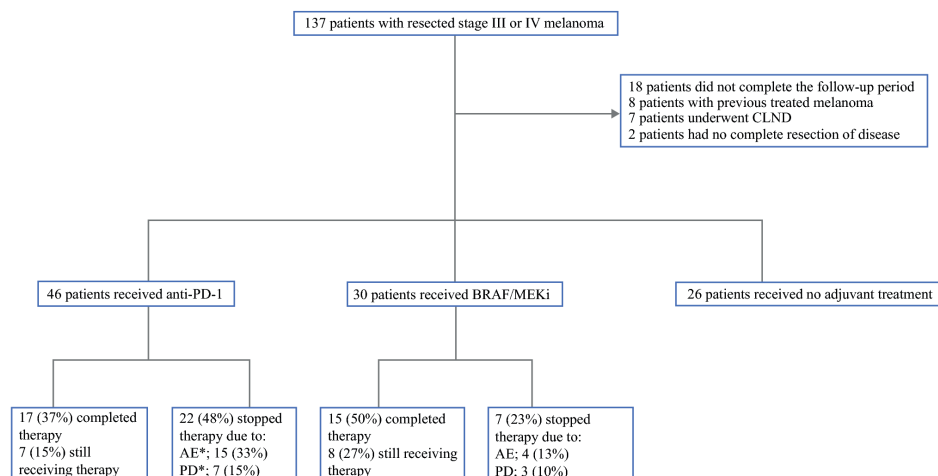 137 patients with resected stage III or IV melanoma
18 patients did not complete the follow-up period
8 patients with previous treated melanoma
7 patients underwent CLND
2 patients had no complete resection of disease
46 patients received anti-PD-1
30 patients received BRAF/MEKi
26 patients received no adjuvant treatment
17 (37%) completed
therapy
7 (15%) still
receiving therapy
22 (48%) stopped
therapy due to:
AE*; 15 (33%)
PD*; 7 (15%)
15 (50%) completed
therapy
8 (27%) still receiving
therapy
7 (23%) stopped
therapy due to:
AE; 4 (13%)
PD; 3 (10%)